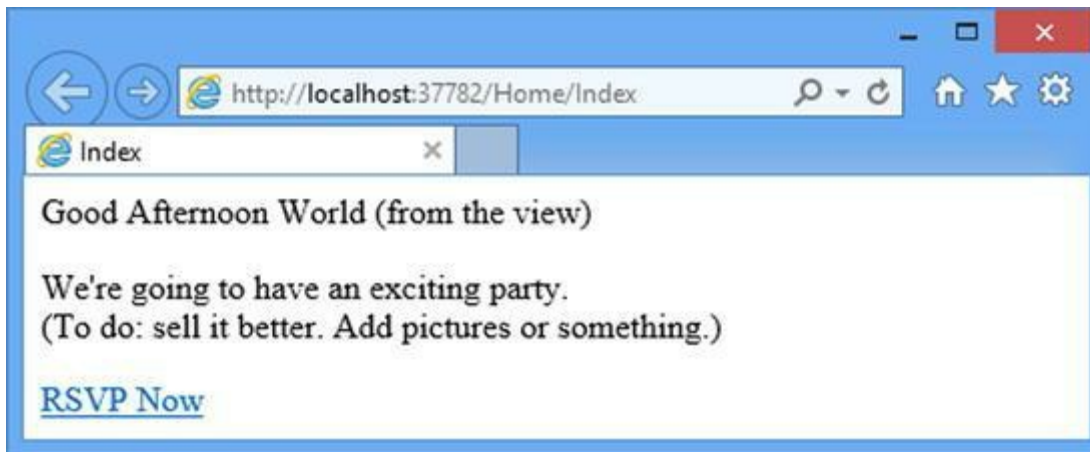 http://localhost:37782/Home/Index
Index
Good Afternoon World (from the view)
We're going to have an exciting party.
(To do: sell it better. Add pictures or something.)
RSVP Now